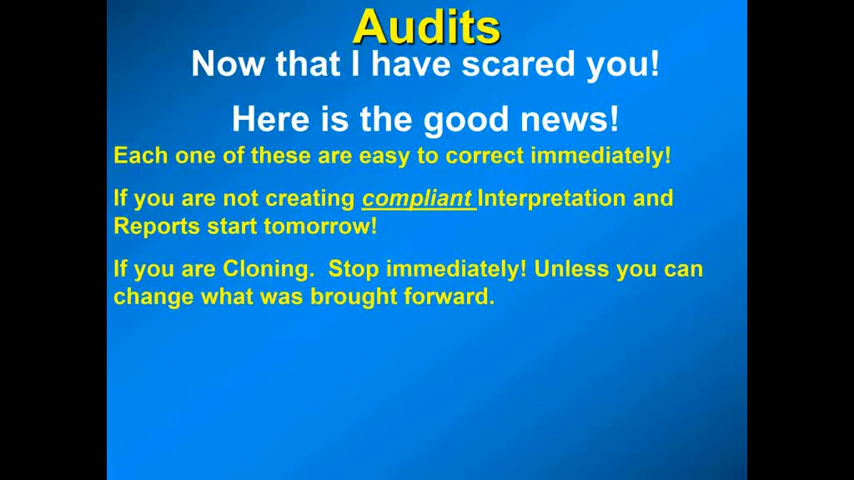 Audits
Now that I have scared you!
Here is the good news!
Each one of these are easy to correct immediately!
If you are not creating compliant Interpretation and
Reports start tomorrow!
If you are Cloning.  Stop immediately! Unless you can
change what was brought forward.